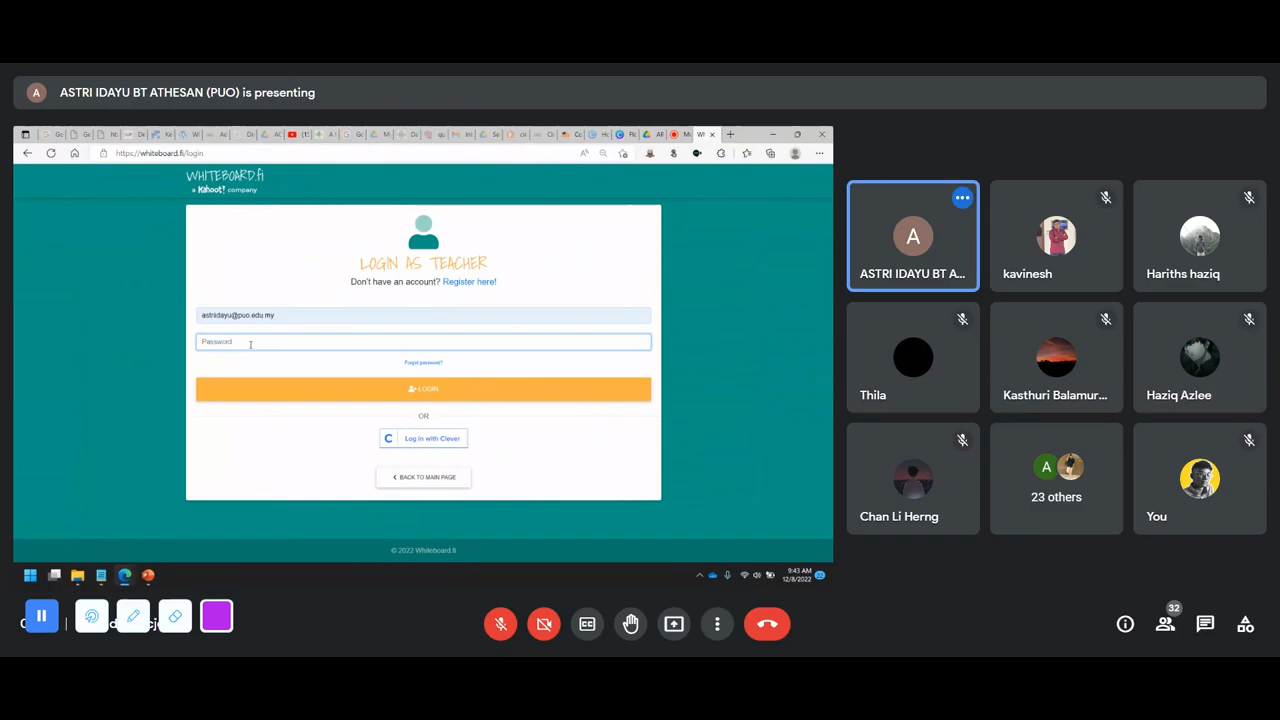 A
ASTRI IDAYU BT ATHESAN (PUO) is presenting
https://whiteboard.fi/login
WHITEBOARD.fi
a Kahoot! company
LOGIN AS TEACHER
Don't have an account? Register here!
astriidayu@puo.edu.my
Password
Forgot password?
LOGIN
OR
C Log in with Clever
BACK TO MAIN PAGE
© 2022 Whiteboard.fi
9:43 AM
12/8/2022
22
A
ASTRI IDAYU BT A...
kavinesh
Hariths haziq
Thila
Kasthuri Balamur...
Haziq Azlee
Chan Li Herng
A
23 others
You
32